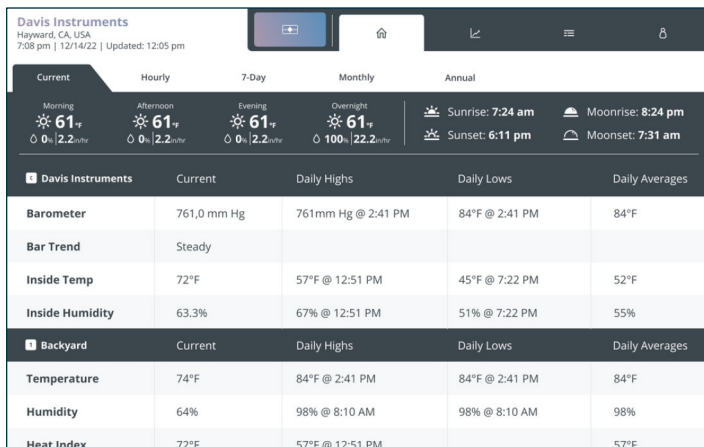 Davis Instruments
Hayward, CA, USA
7:08 pm | 12/14/22 | Updated: 12:05 pm
Current Hourly 7-Day Monthly Annual
Morning Afternoon Evening Overnight
61°F 61°F 61°F 61°F
0% | 2.2in/hr 0% | 2.2in/hr 0% | 2.2in/hr 100% | 22.2in/hr
Sunrise: 7:24 am Moonrise: 8:24 pm
Sunset: 6:11 pm Moonset: 7:31 am
C Davis Instruments Current Daily Highs Daily Lows Daily Averages
Barometer 761,0 mm Hg 761mm Hg @ 2:41 PM 84°F @ 2:41 PM 84°F
Bar Trend Steady
Inside Temp 72°F 57°F @ 12:51 PM 45°F @ 7:22 PM 52°F
Inside Humidity 63.3% 67% @ 12:51 PM 51% @ 7:22 PM 55%
1 Backyard Current Daily Highs Daily Lows Daily Averages
Temperature 74°F 84°F @ 2:41 PM 84°F @ 2:41 PM 84°F
Humidity 64% 98% @ 8:10 AM 98% @ 8:10 AM 98%
Heat Index 72°F 57°F @ 12:51 PM 57°F